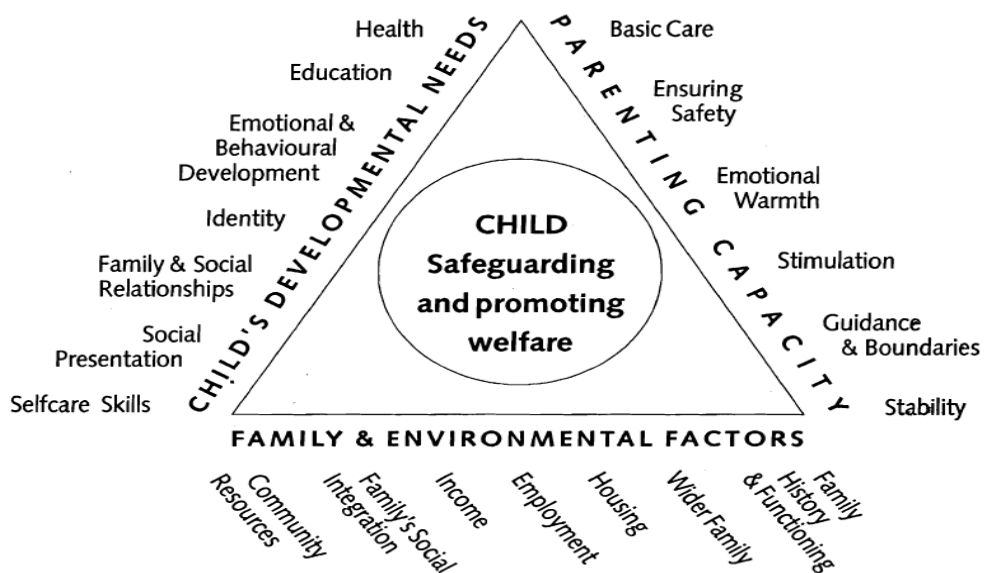 Health
Education
Emotional &
Behavioural
Development
Identity
Family & Social
Relationships
Social
Presentation
Selfcare Skills
CHILD'S DEVELOPMENTAL NEEDS
CHILD
Safeguarding
and promoting
welfare
PARENTING CAPACITY
Basic Care
Ensuring
Safety
Emotional
Warmth
Stimulation
Guidance
& Boundaries
Stability
FAMILY & ENVIRONMENTAL FACTORS
Community
Resources
Family's Social
Integration
Income
Employment
Housing
Wider Family
Family
History
& Functioning